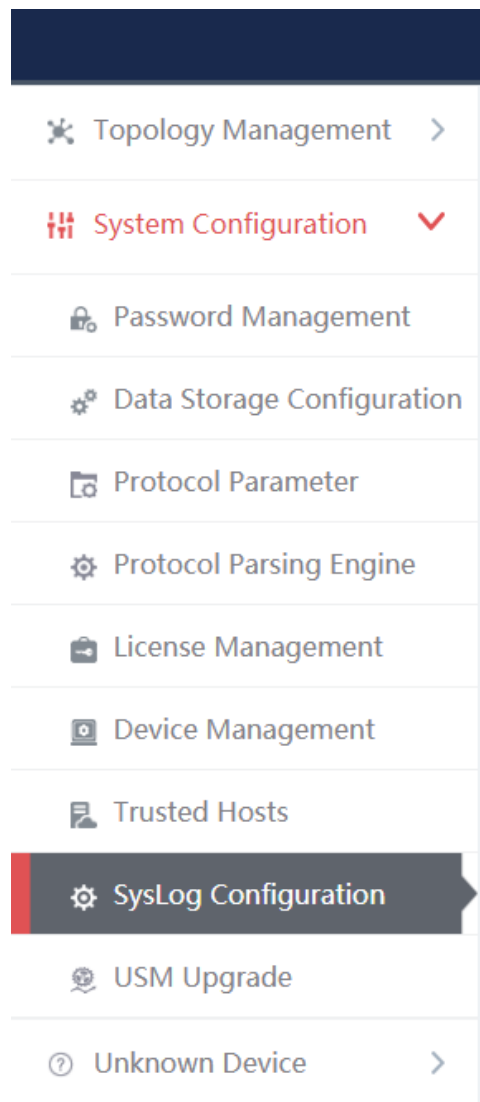 Topology Management
System Configuration
Password Management
Data Storage Configuration
Protocol Parameter
Protocol Parsing Engine
License Management
Device Management
Trusted Hosts
SysLog Configuration
USM Upgrade
Unknown Device